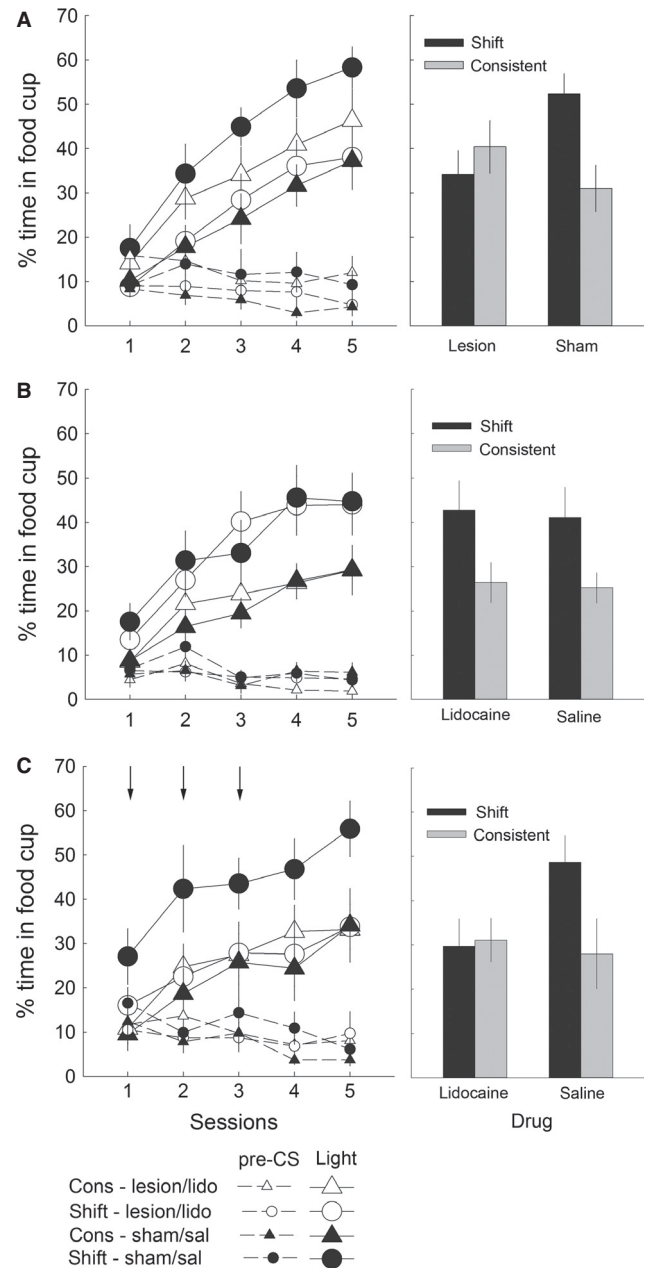 A
% time in food cup
70
60
50
40
30
20
10
0
1 2 3 4 5
Shift
Consistent
Lesion Sham
B
% time in food cup
70
60
50
40
30
20
10
0
1 2 3 4 5
Shift
Consistent
Lidocaine Saline
C
% time in food cup
70
60
50
40
30
20
10
0
1 2 3 4 5
Sessions
Shift
Consistent
Lidocaine Saline
Drug
pre-CS Light
Cons - lesion/lido
Shift - lesion/lido
Cons - sham/sal
Shift - sham/sal